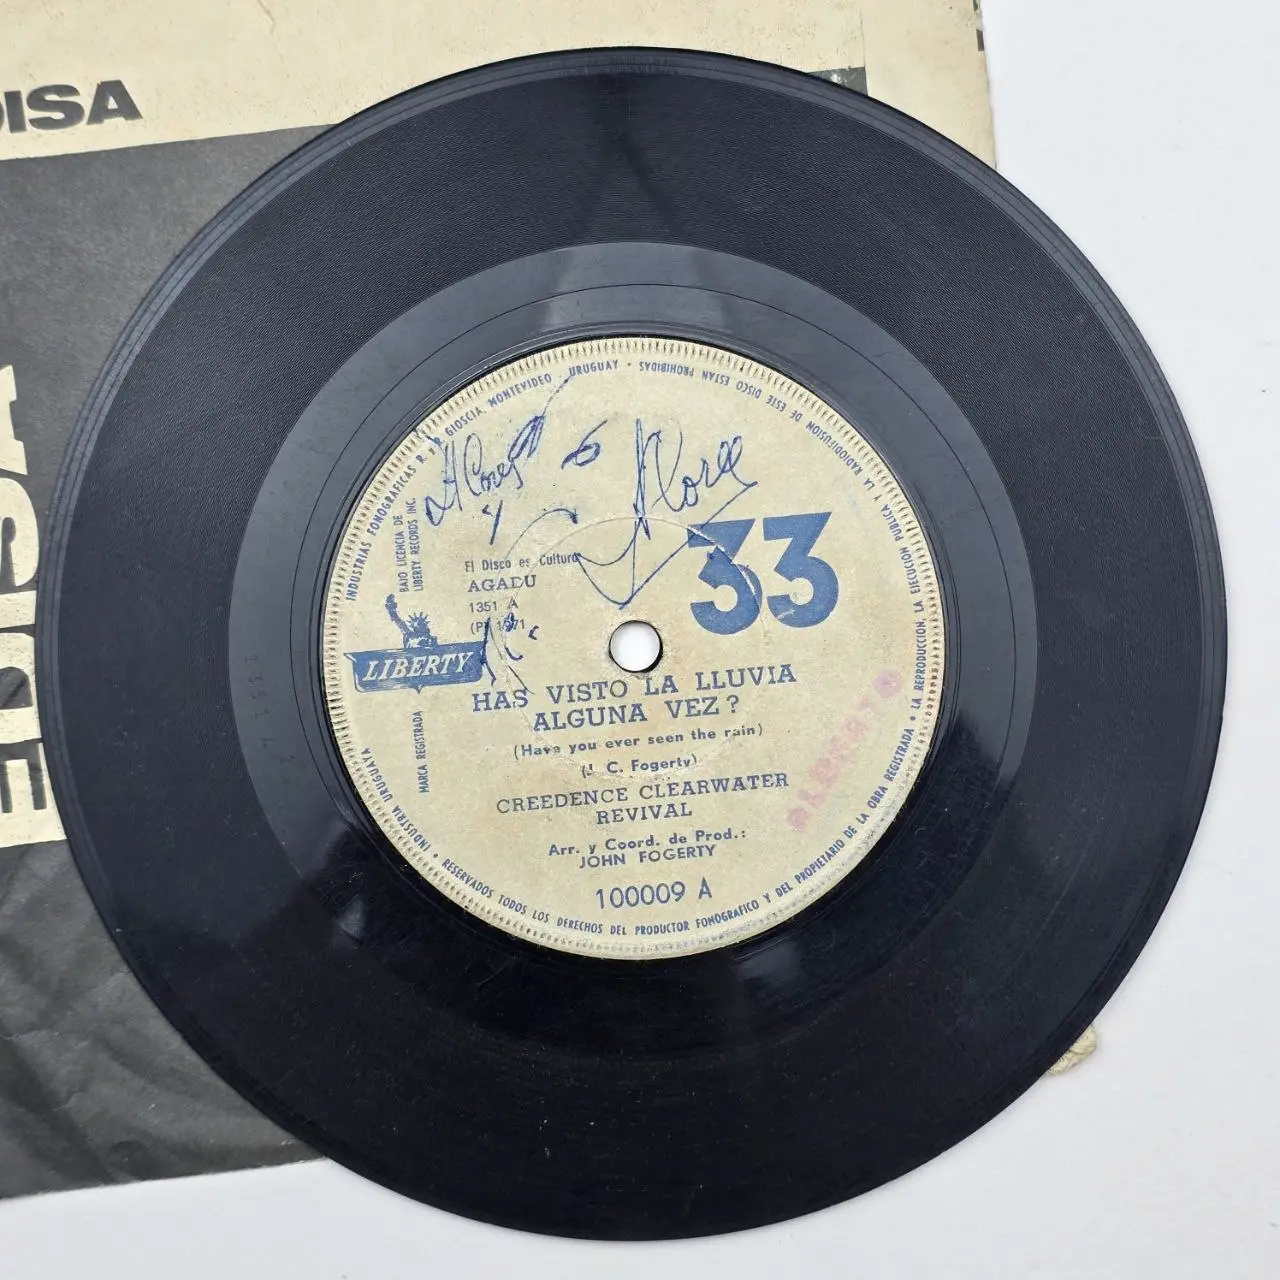 DISA
INDUSTRIAS FONOGRAFICAS R. y R. GIOSCIA, MONTEVIDEO, URUGUAY • PROHIBIDAS
LA REPRODUCCION, LA EJECUCION PUBLICA Y LA RADIODIFUSION DE ESTE DISCO ESTAN
BAJO LICENCIA DE
LIBERTY RECORDS INC.
El Disco es Cultura
AGADU
1351 A
33
LIBERTY
MARCA REGISTRADA
HAS VISTO LA LLUVIA
ALGUNA VEZ?
(Have you ever seen the rain)
(J. C. Fogerty)
CREEDENCE CLEARWATER
REVIVAL
Arr. y Coord. de Prod.:
JOHN FOGERTY
100009 A
INDUSTRIA URUGUAYA • RESERVADOS TODOS LOS DERECHOS DEL PRODUCTOR FONOGRAFICO Y DEL PROPIETARIO DE LA OBRA REGISTRADA •